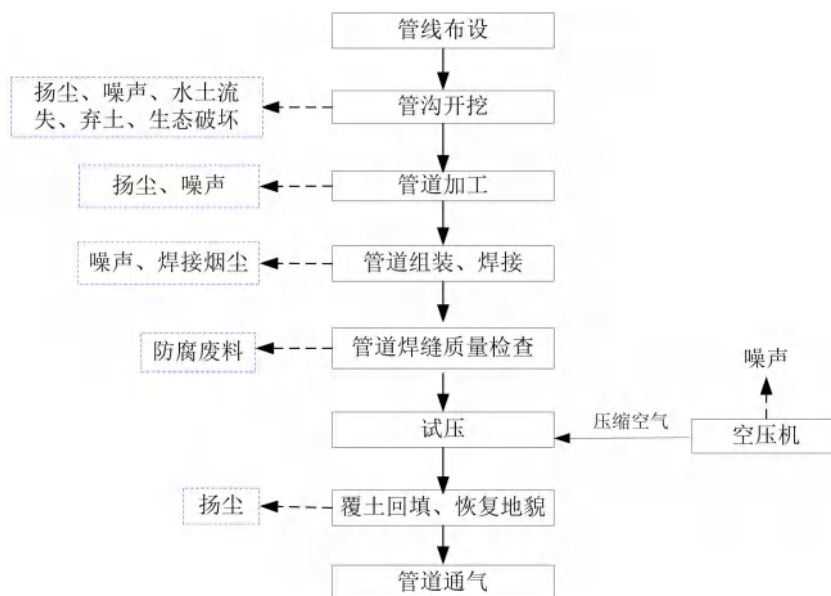 管线布设
扬尘、噪声、水土流
失、弃土、生态破坏
管沟开挖
扬尘、噪声
管道加工
噪声、焊接烟尘
管道组装、焊接
防腐废料
管道焊缝质量检查
噪声
试压
压缩空气
空压机
扬尘
覆土回填、恢复地貌
管道通气